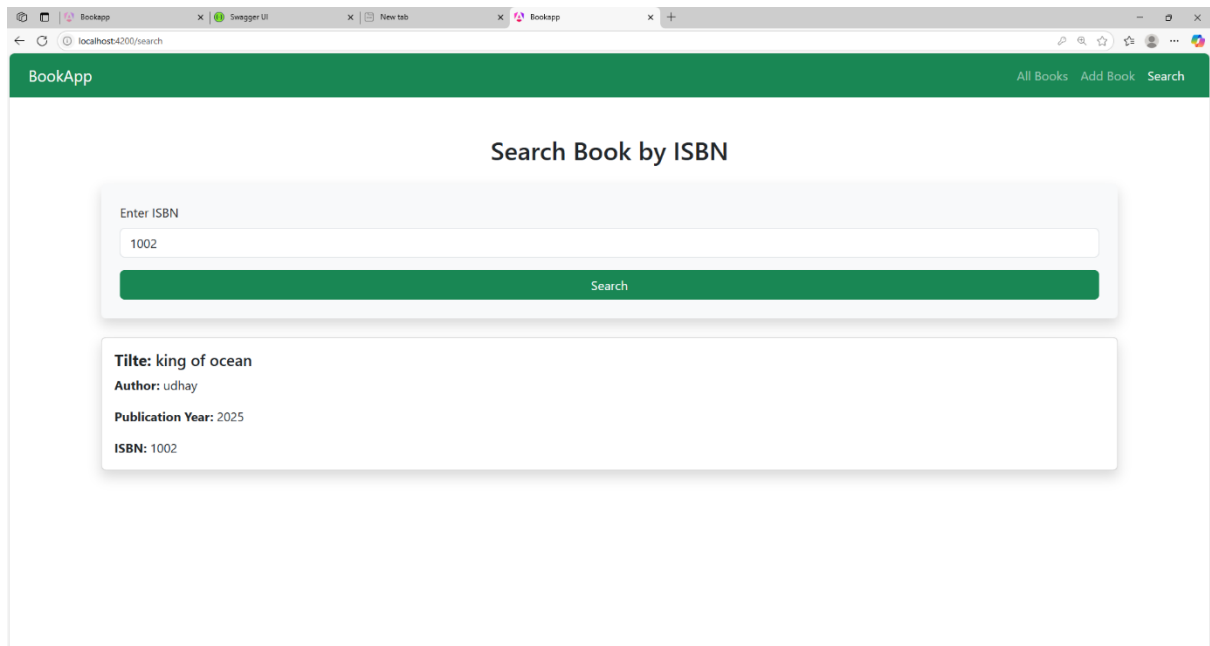 Bookapp Swagger UI New tab Bookapp
localhost:4200/search
BookApp All Books Add Book Search
Search Book by ISBN
Enter ISBN
1002
Search
Tilte: king of ocean
Author: udhay
Publication Year: 2025
ISBN: 1002